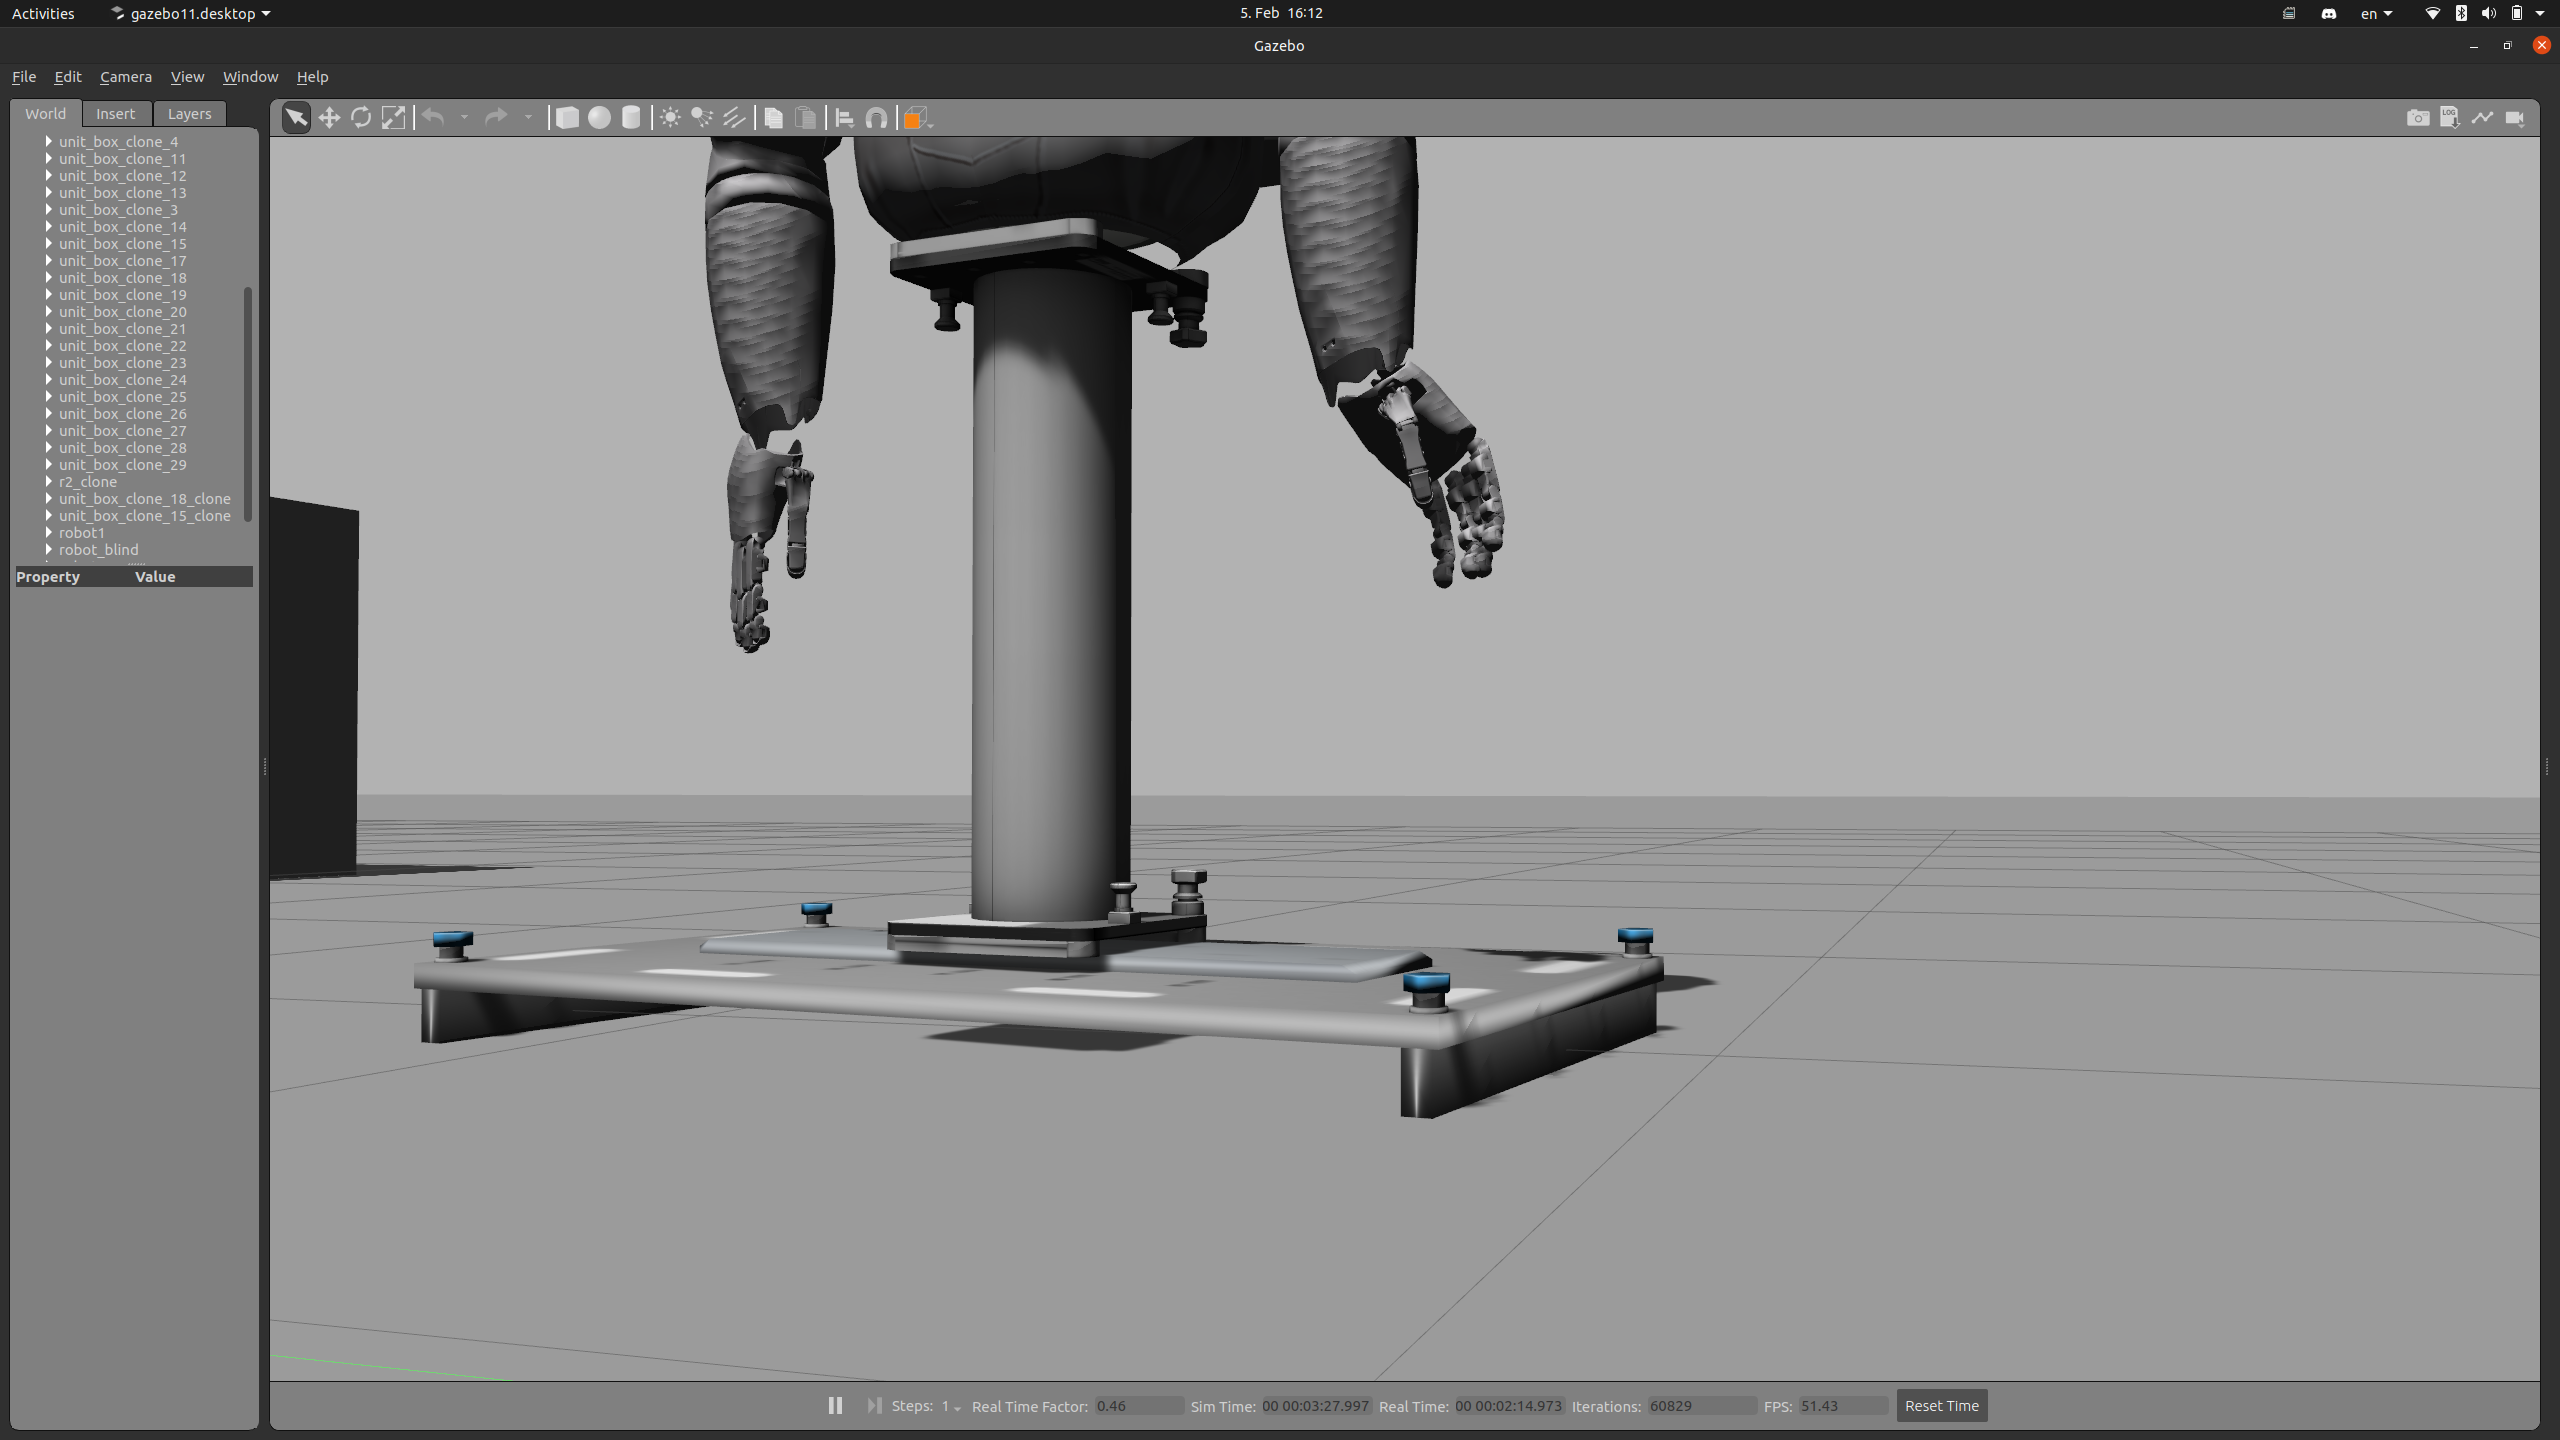 Activities gazebo11.desktop 5. Feb 16:12 en
Gazebo
File Edit Camera View Window Help
World Insert Layers
LOG
unit_box_clone_4
unit_box_clone_11
unit_box_clone_12
unit_box_clone_13
unit_box_clone_3
unit_box_clone_14
unit_box_clone_15
unit_box_clone_17
unit_box_clone_18
unit_box_clone_19
unit_box_clone_20
unit_box_clone_21
unit_box_clone_22
unit_box_clone_23
unit_box_clone_24
unit_box_clone_25
unit_box_clone_26
unit_box_clone_27
unit_box_clone_28
unit_box_clone_29
r2_clone
unit_box_clone_18_clone
unit_box_clone_15_clone
robot1
robot_blind
Property Value
Steps: 1 Real Time Factor: 0.46 Sim Time: 00 00:03:27.997 Real Time: 00 00:02:14.973 Iterations: 60829 FPS: 51.43 Reset Time